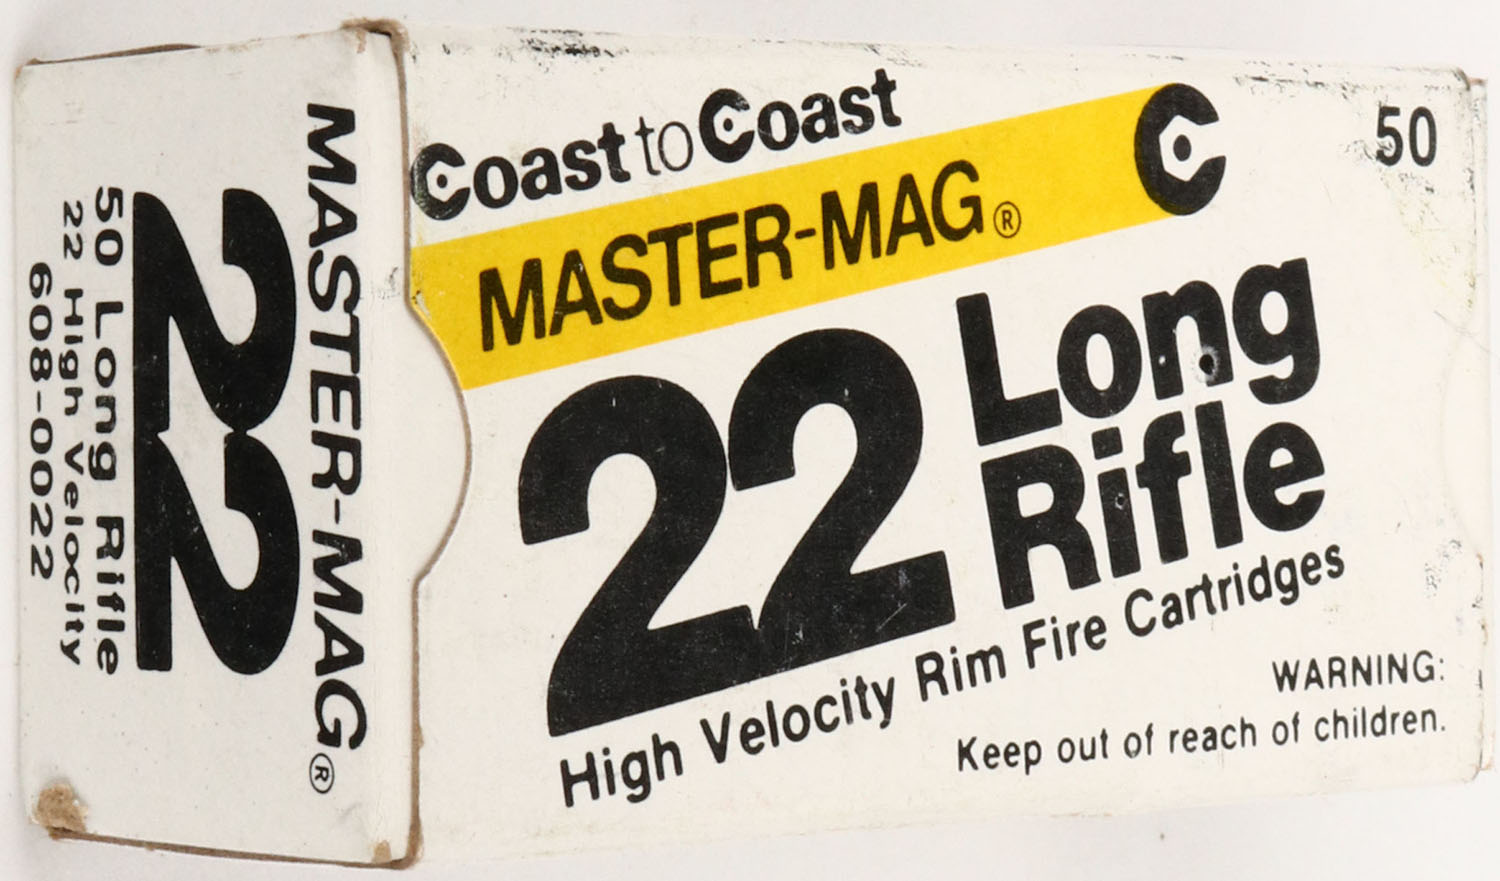 MASTER-MAG®
22
50 Long Rifle
22 High Velocity
608-0022
Coast to Coast
MASTER-MAG®
C
50
22
Long
Rifle
High Velocity Rim Fire Cartridges
WARNING:
Keep out of reach of children.